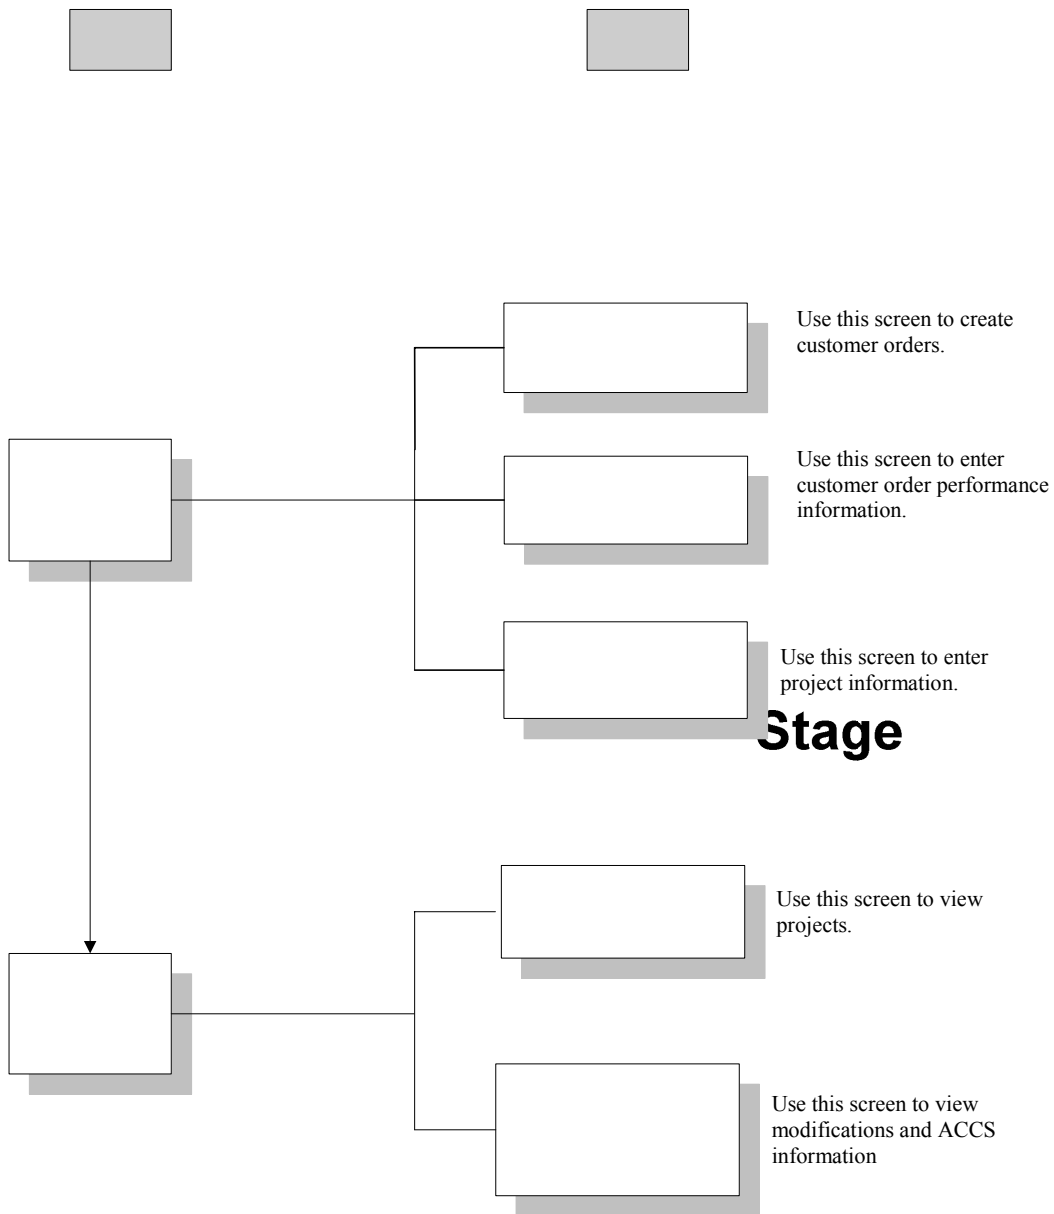 Use this screen to create
customer orders.
Use this screen to enter
customer order performance
information.
Use this screen to enter
project information.
Stage
Use this screen to view
projects.
Use this screen to view
modifications and ACCS
information